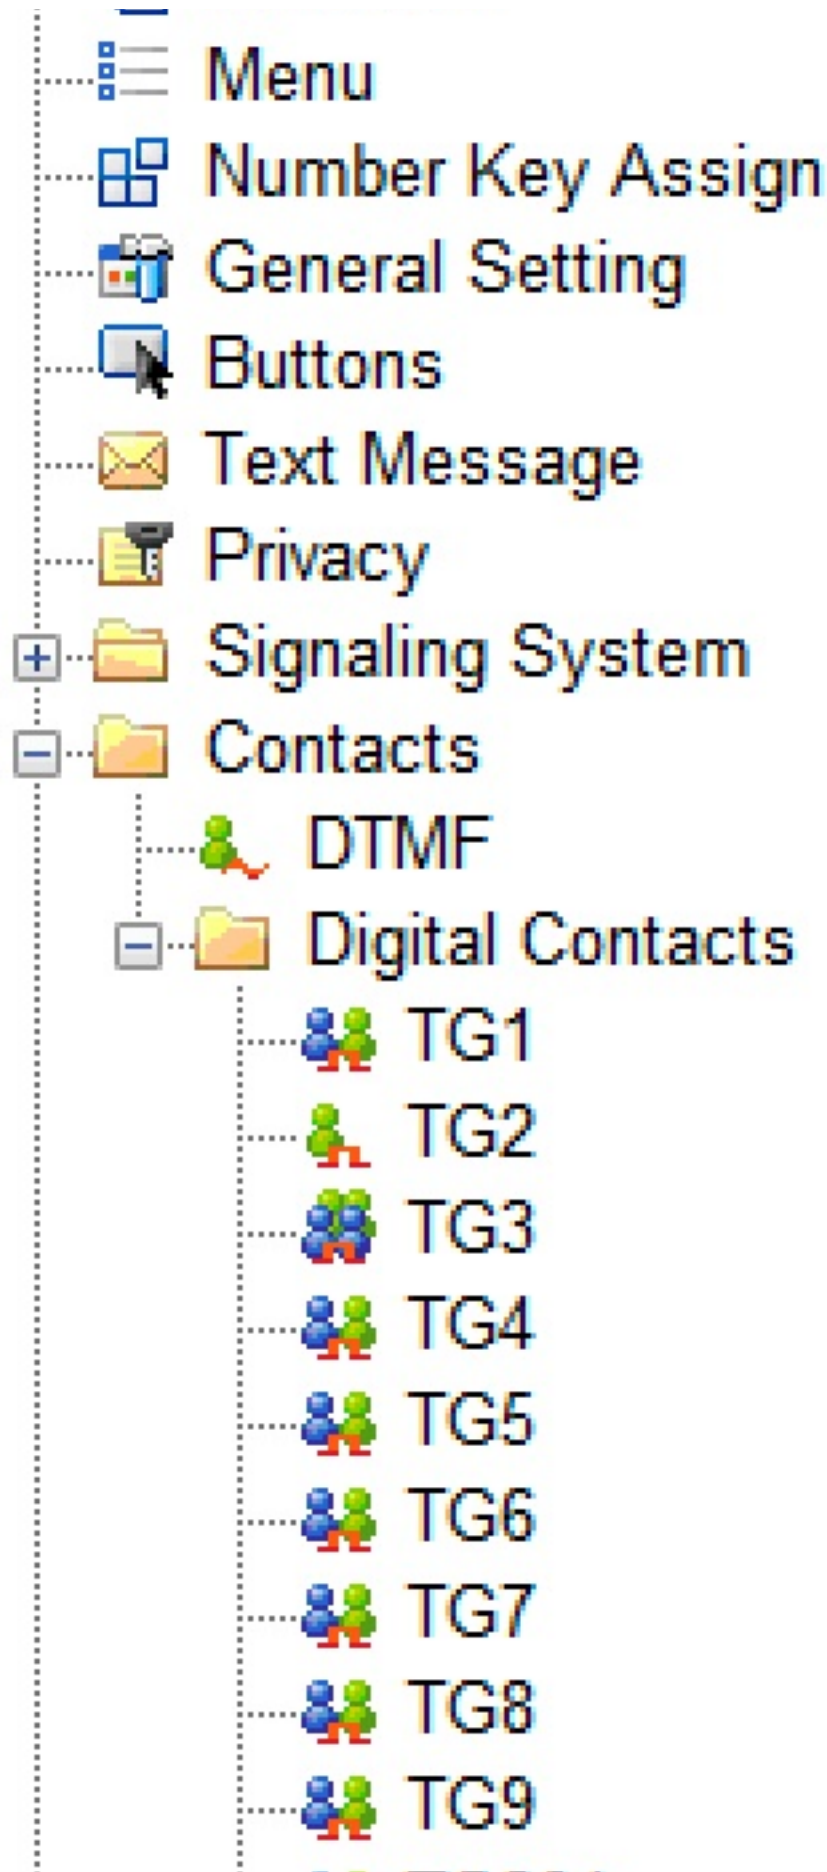 Menu
Number Key Assign
General Setting
Buttons
Text Message
Privacy
Signaling System
Contacts
DTMF
Digital Contacts
TG1
TG2
TG3
TG4
TG5
TG6
TG7
TG8
TG9